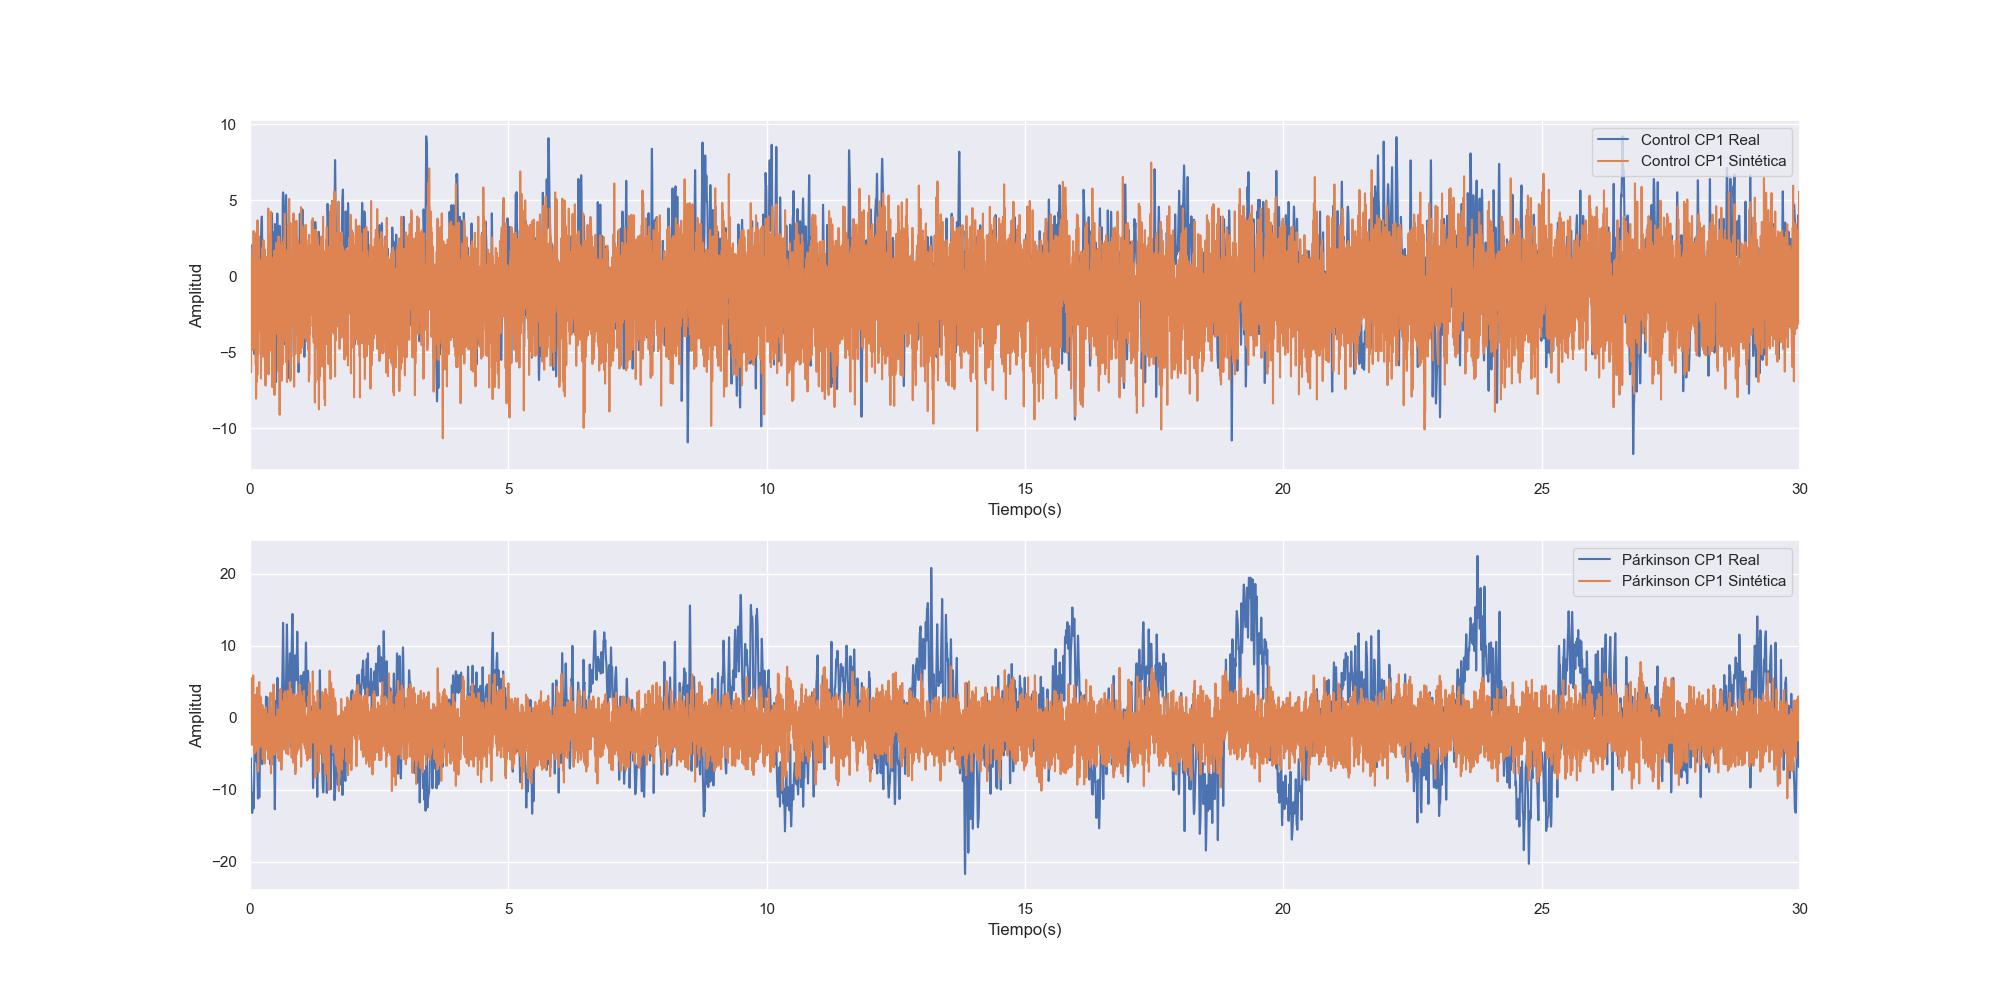 10
5
0
−5
−10
Amplitud
Control CP1 Real
Control CP1 Sintética
0 5 10 15 20 25 30
Tiempo(s)
20
10
0
−10
−20
Amplitud
Párkinson CP1 Real
Párkinson CP1 Sintética
0 5 10 15 20 25 30
Tiempo(s)